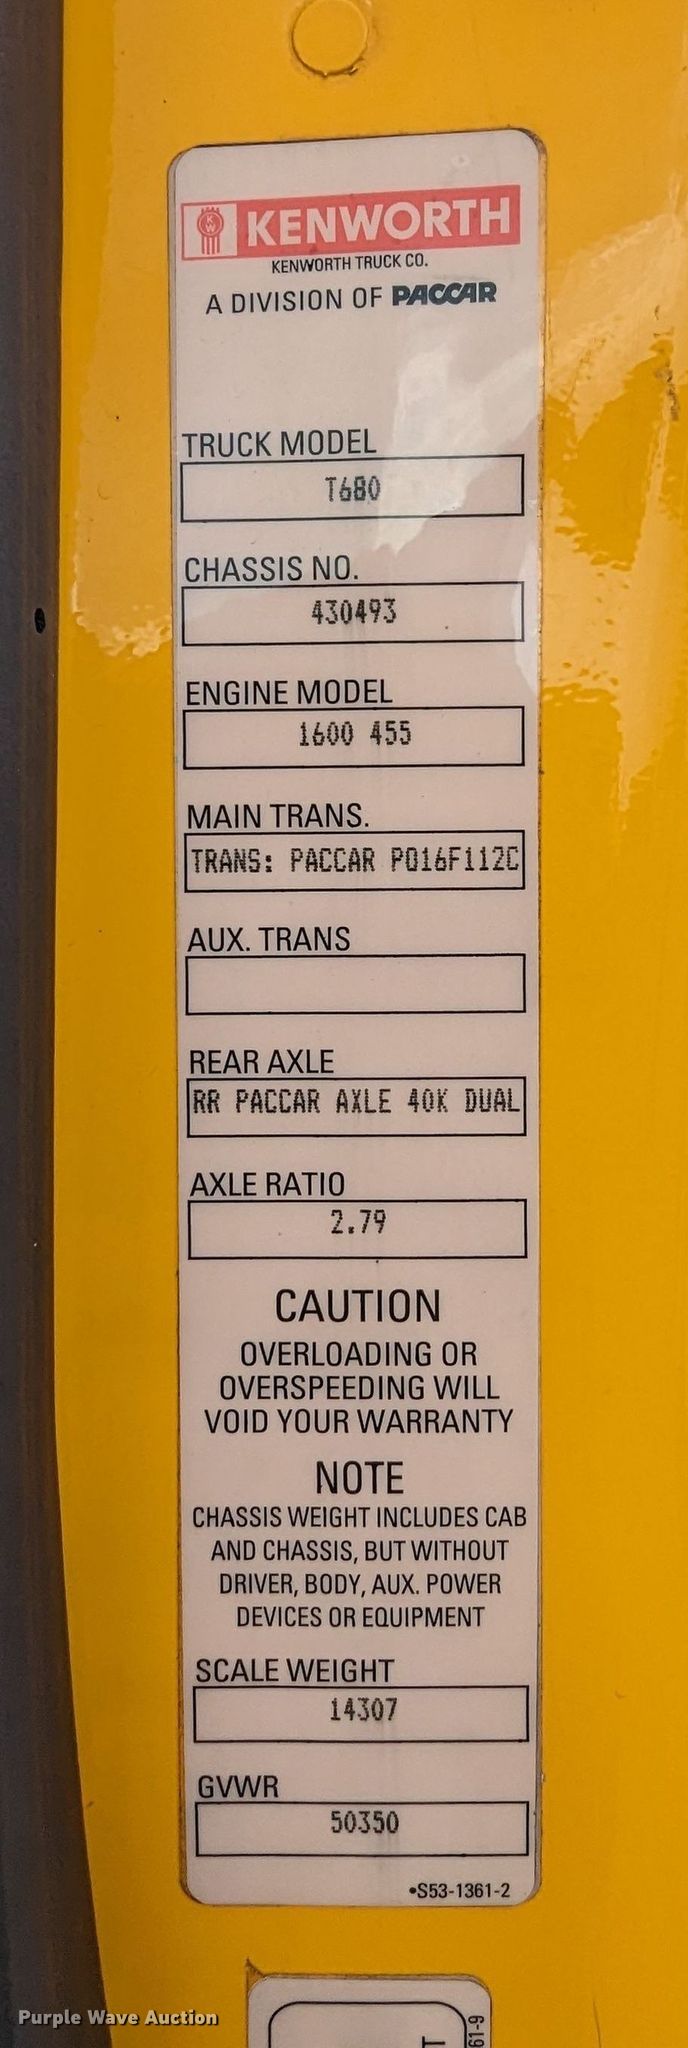 KW
KENWORTH
KENWORTH TRUCK CO.
A DIVISION OF PACCAR
TRUCK MODEL
T680
CHASSIS NO.
430493
ENGINE MODEL
1600 455
MAIN TRANS.
TRANS: PACCAR PO16F112C
AUX. TRANS
REAR AXLE
RR PACCAR AXLE 40K DUAL
AXLE RATIO
2.79
CAUTION
OVERLOADING OR
OVERSPEEDING WILL
VOID YOUR WARRANTY
NOTE
CHASSIS WEIGHT INCLUDES CAB
AND CHASSIS, BUT WITHOUT
DRIVER, BODY, AUX. POWER
DEVICES OR EQUIPMENT
SCALE WEIGHT
14307
GVWR
50350
•S53-1361-2
61-9
Purple Wave Auction